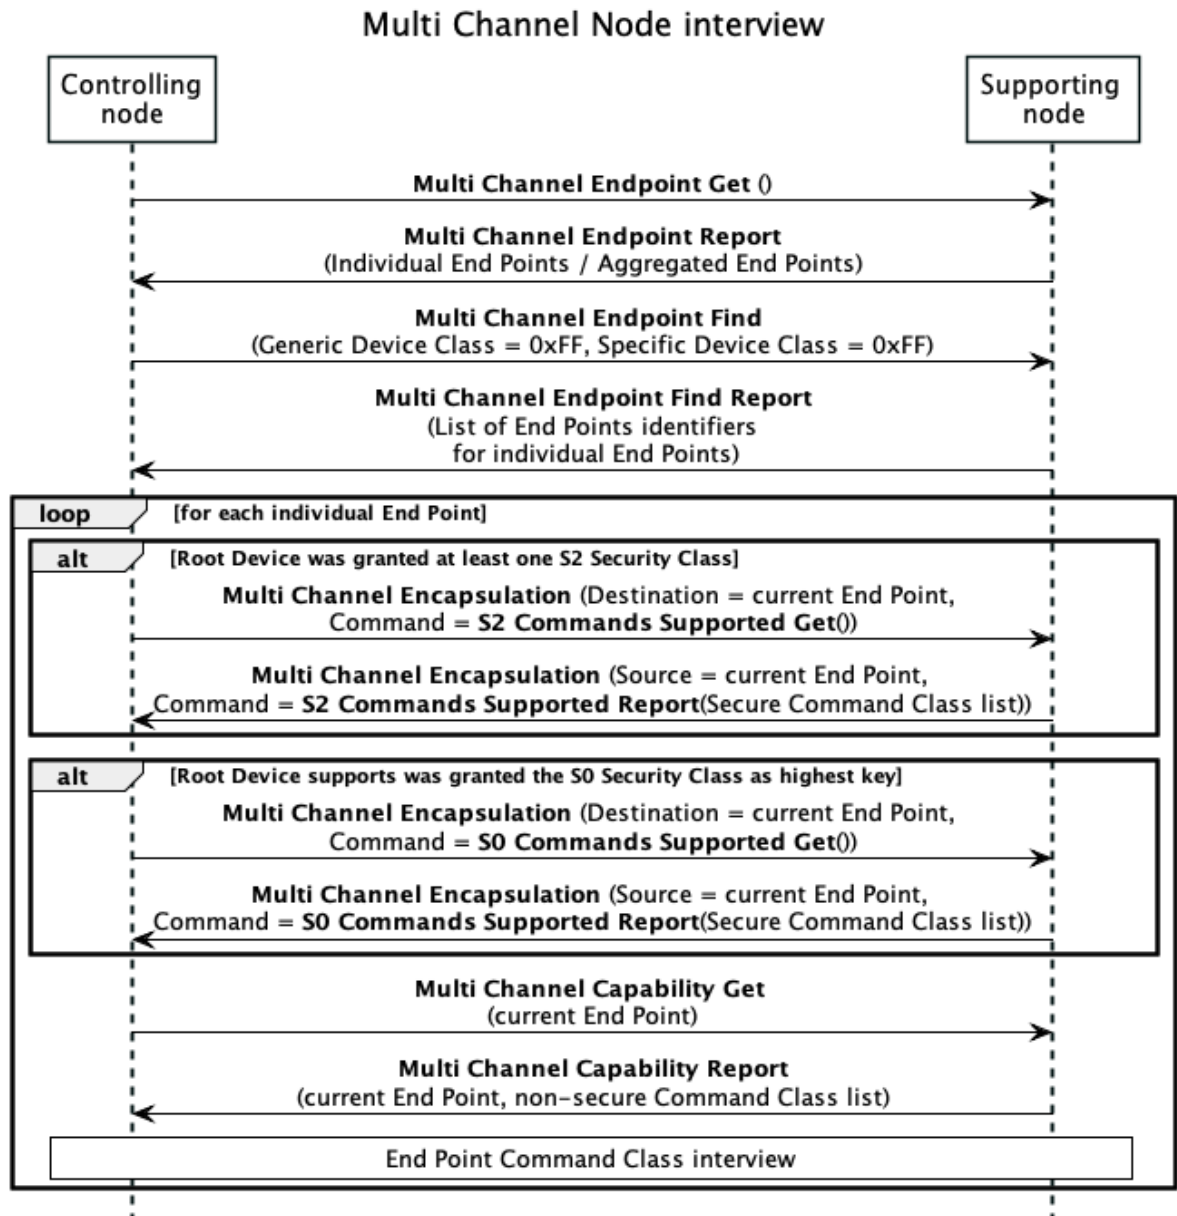 Multi Channel Node interview
Controlling
node
Supporting
node
Multi Channel Endpoint Get ()
Multi Channel Endpoint Report
(Individual End Points / Aggregated End Points)
Multi Channel Endpoint Find
(Generic Device Class = 0xFF, Specific Device Class = 0xFF)
Multi Channel Endpoint Find Report
(List of End Points identifiers
for individual End Points)
loop [for each individual End Point]
alt [Root Device was granted at least one S2 Security Class]
Multi Channel Encapsulation (Destination = current End Point,
Command = S2 Commands Supported Get())
Multi Channel Encapsulation (Source = current End Point,
Command = S2 Commands Supported Report(Secure Command Class list))
alt [Root Device supports was granted the S0 Security Class as highest key]
Multi Channel Encapsulation (Destination = current End Point,
Command = S0 Commands Supported Get())
Multi Channel Encapsulation (Source = current End Point,
Command = S0 Commands Supported Report(Secure Command Class list))
Multi Channel Capability Get
(current End Point)
Multi Channel Capability Report
(current End Point, non-secure Command Class list)
End Point Command Class interview